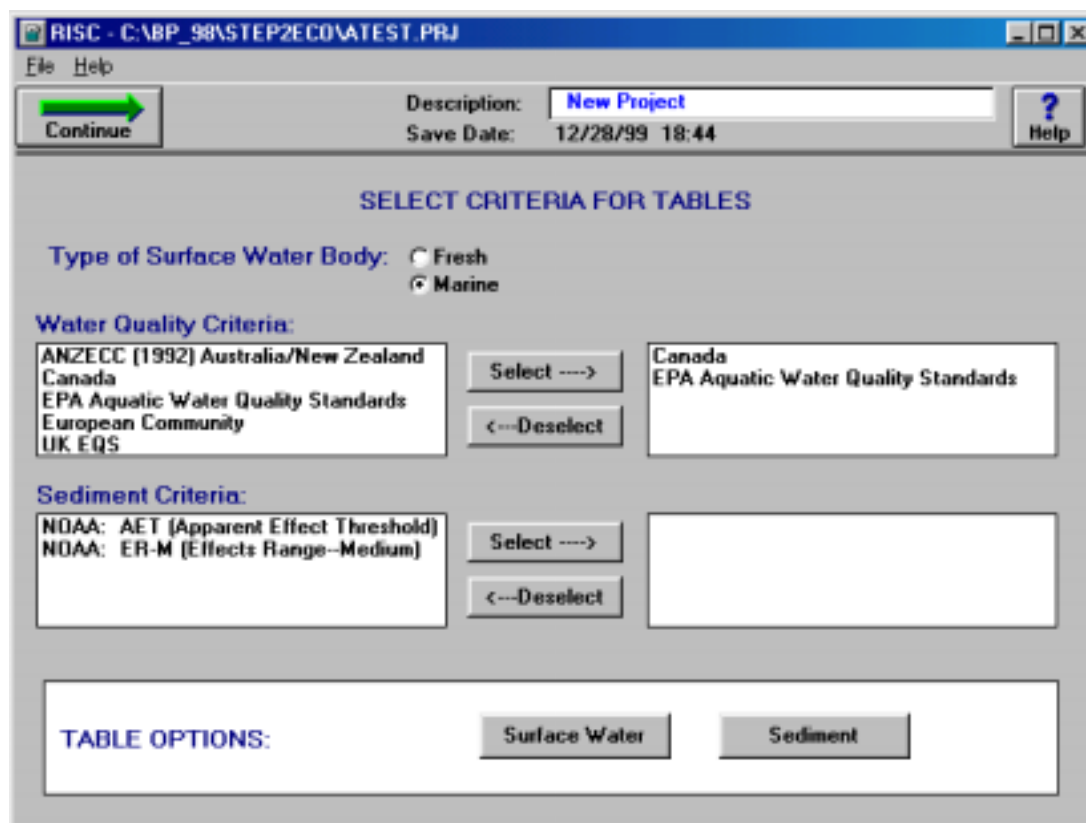 RISC - C:\BP_98\STEP2ECO\ATEST.PRJ
File Help
Continue
Description: New Project
Save Date: 12/28/99 18:44
? Help
SELECT CRITERIA FOR TABLES
Type of Surface Water Body: Fresh
Marine
Water Quality Criteria:
ANZECC (1992) Australia/New Zealand
Canada
EPA Aquatic Water Quality Standards
European Community
UK EQS
Select ---->
<---Deselect
Canada
EPA Aquatic Water Quality Standards
Sediment Criteria:
NOAA: AET (Apparent Effect Threshold)
NOAA: ER-M (Effects Range--Medium)
Select ---->
<---Deselect
TABLE OPTIONS: Surface Water Sediment